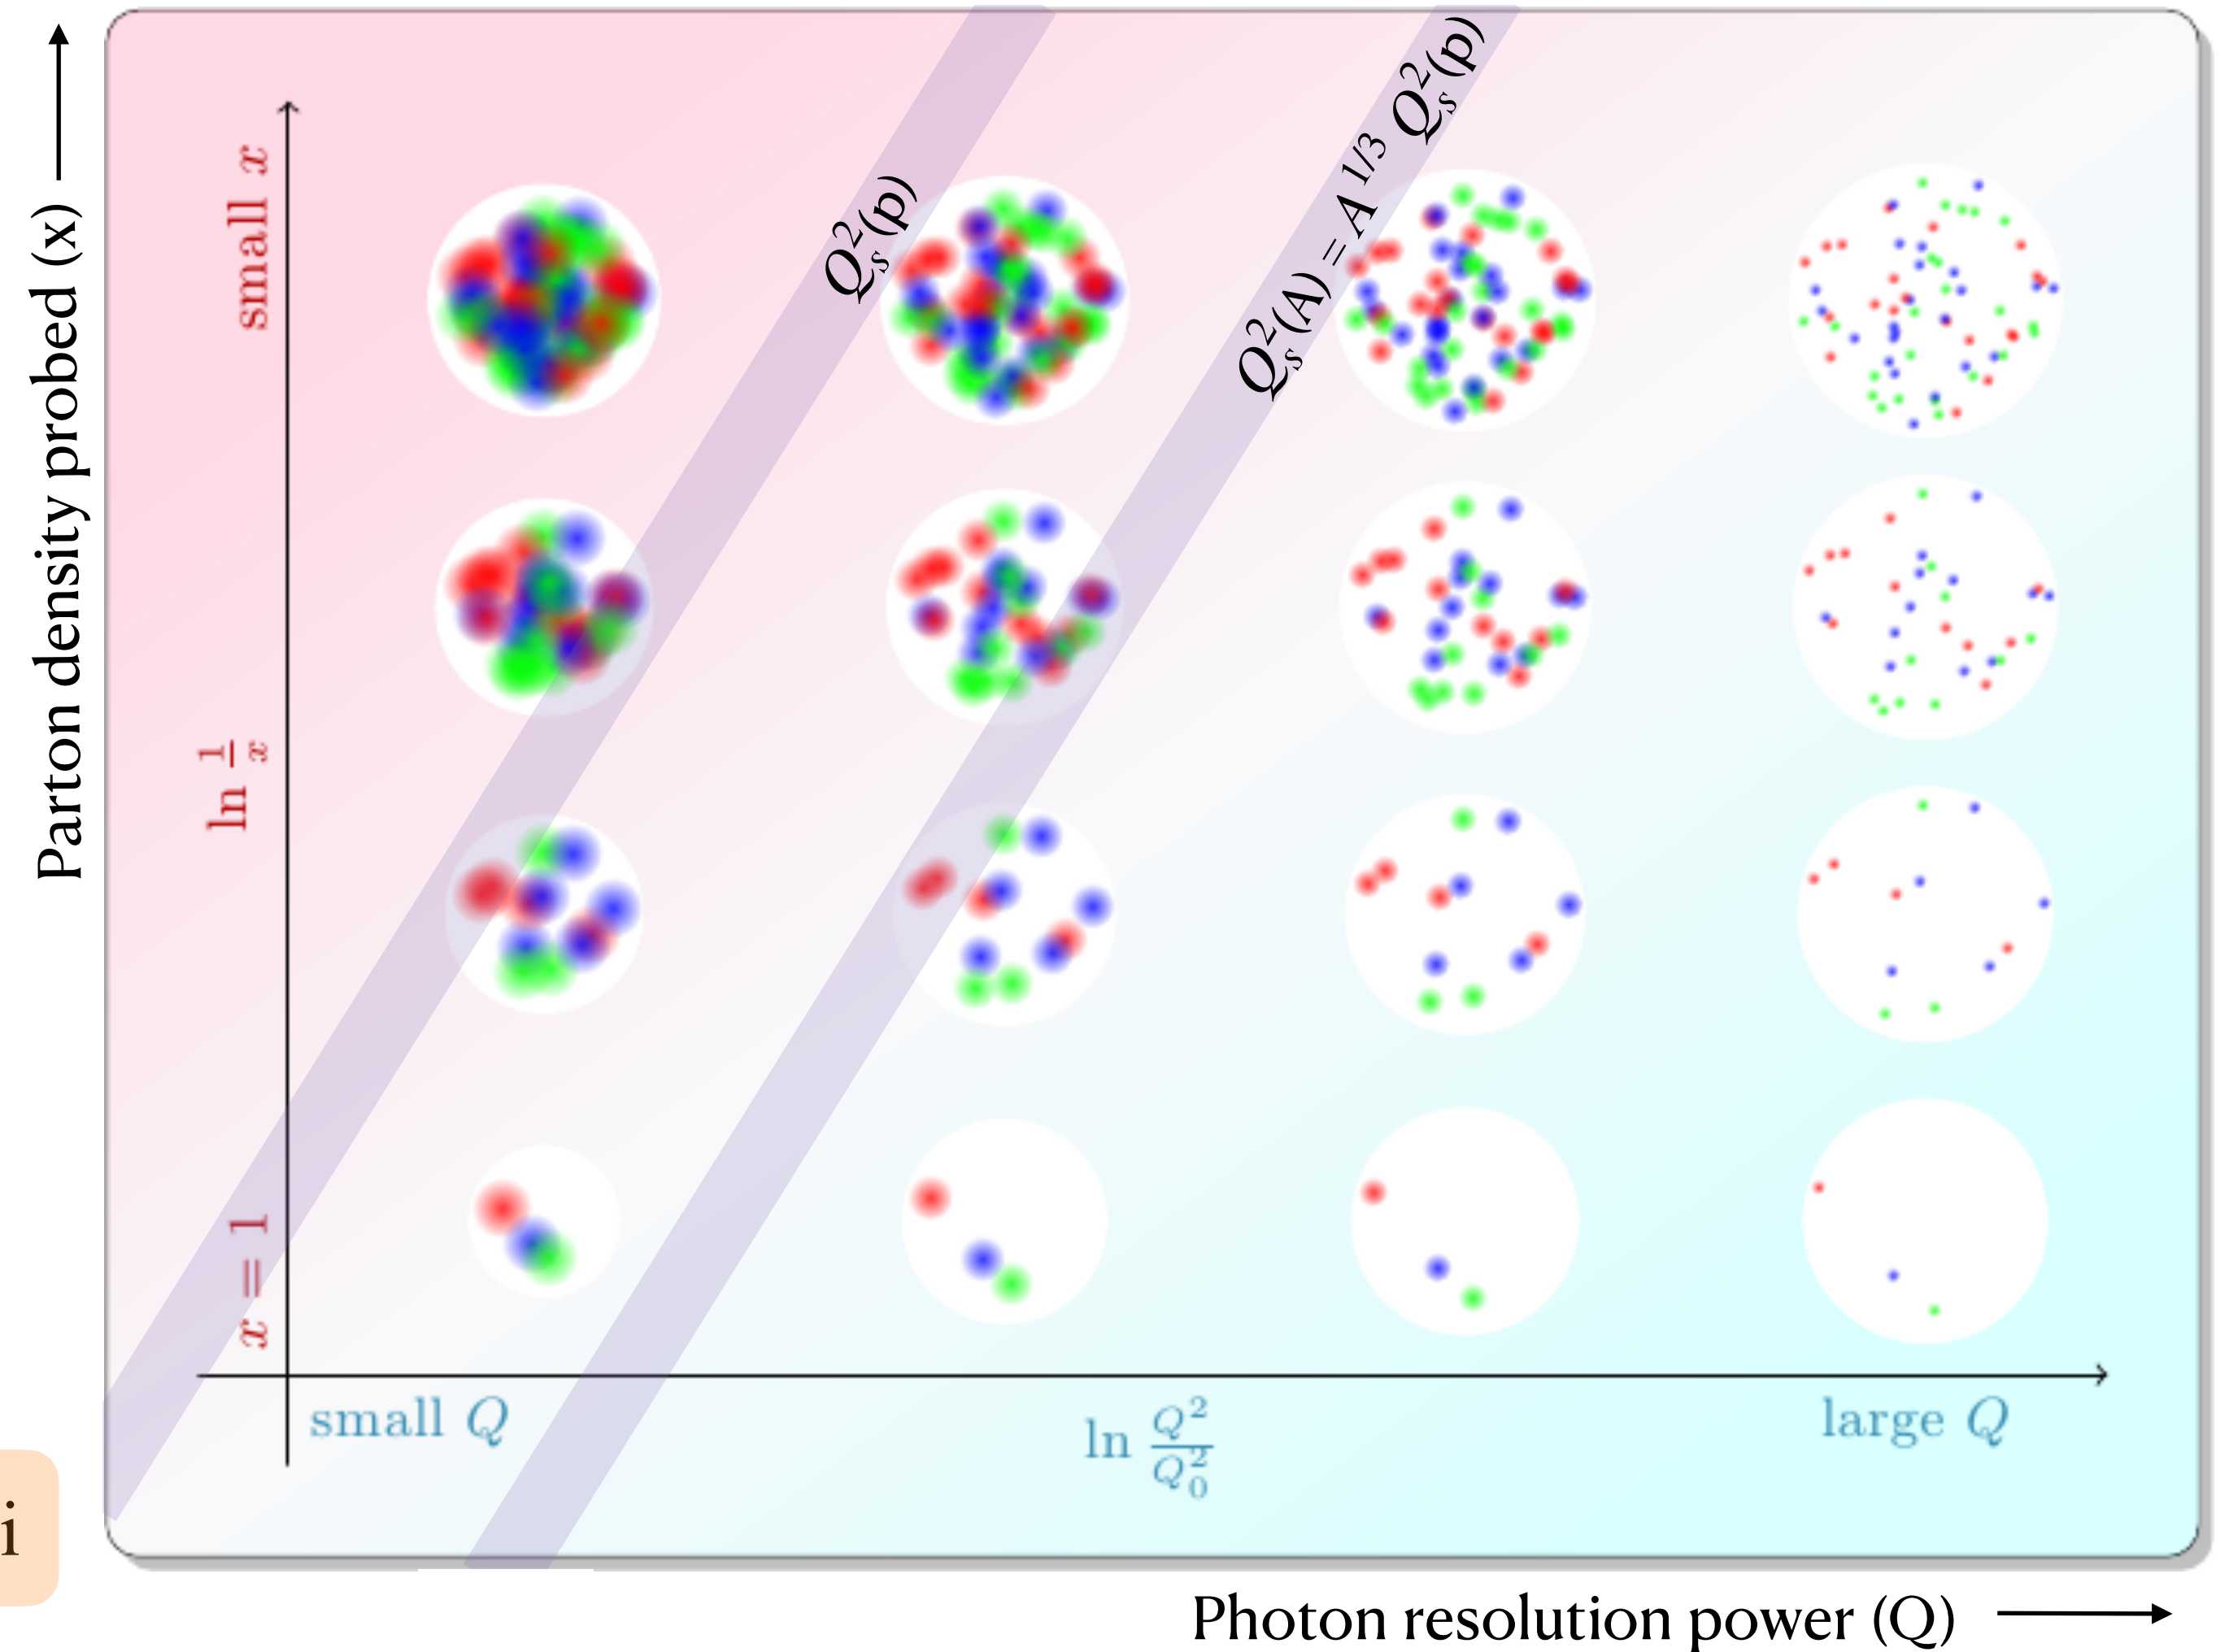 Parton density probed (x)
small x
ln 1/x
x = 1
Q_s^2(p)
Q_s^2 (A) = A^{1/3} Q_s^2(p)
small Q
ln Q^2/Q_0^2
large Q
i
Photon resolution power (Q)